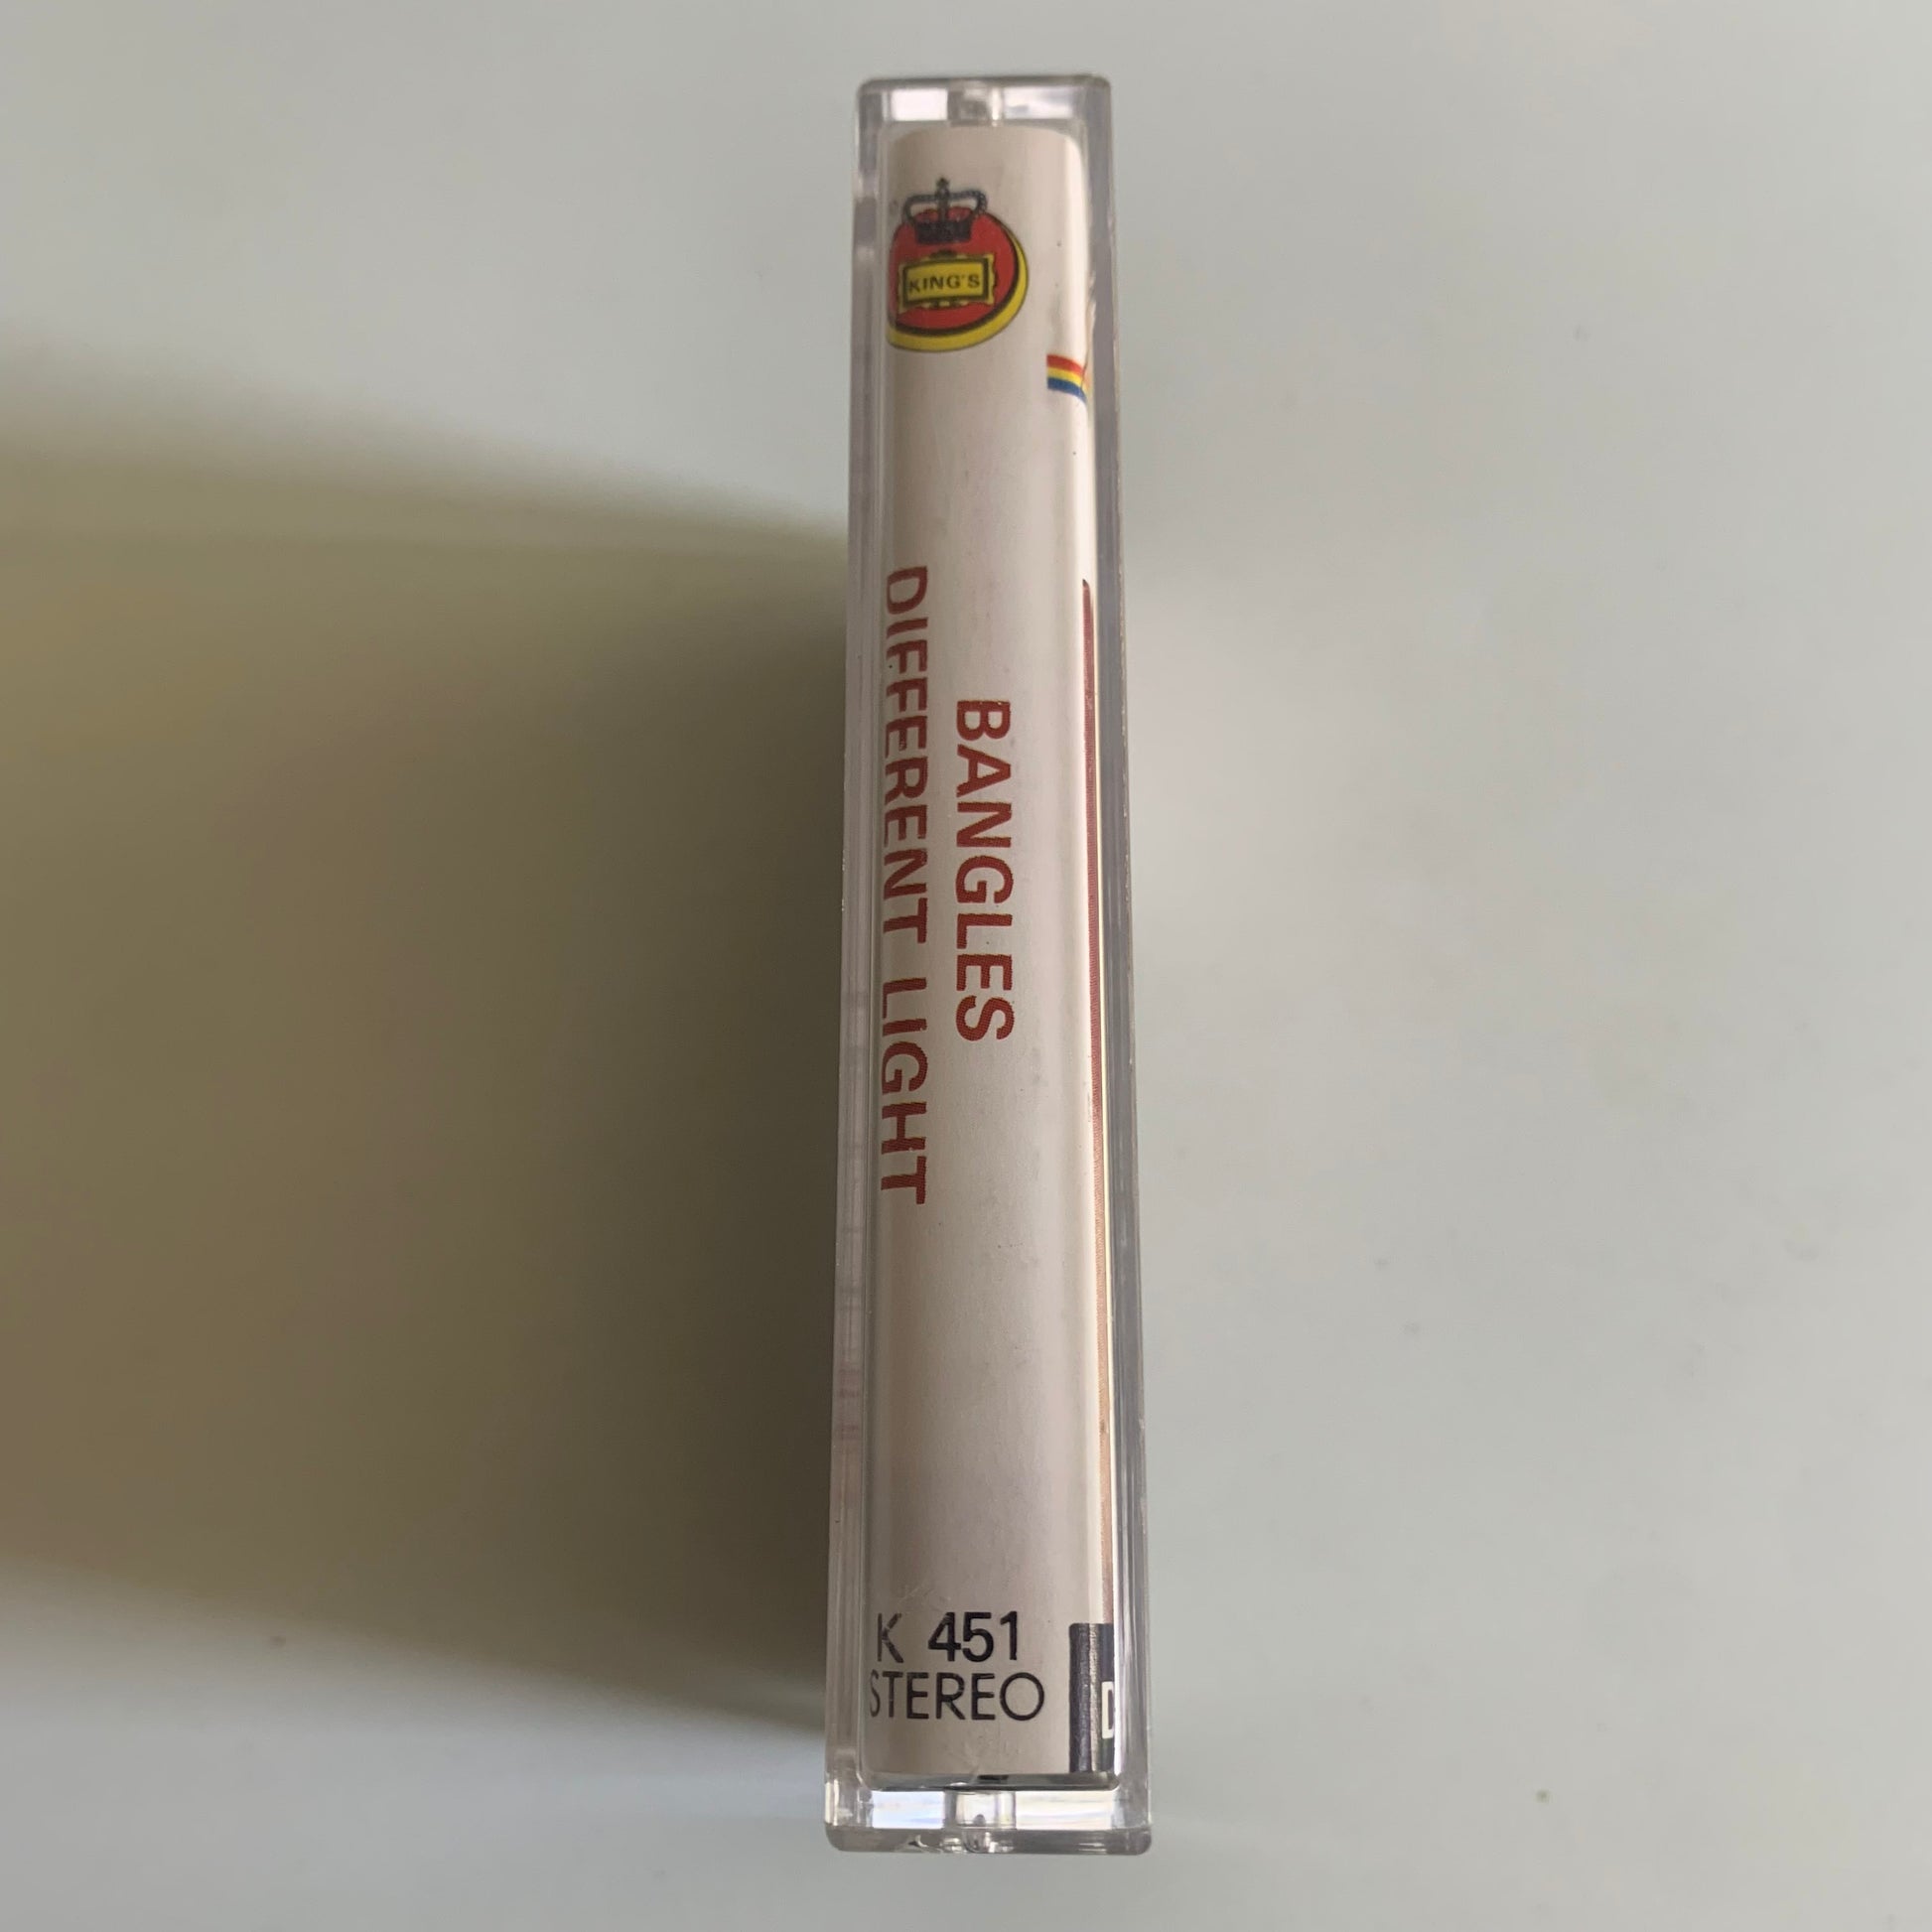 KING'S
BANGLES
DIFFERENT LIGHT
K 451
STEREO
D